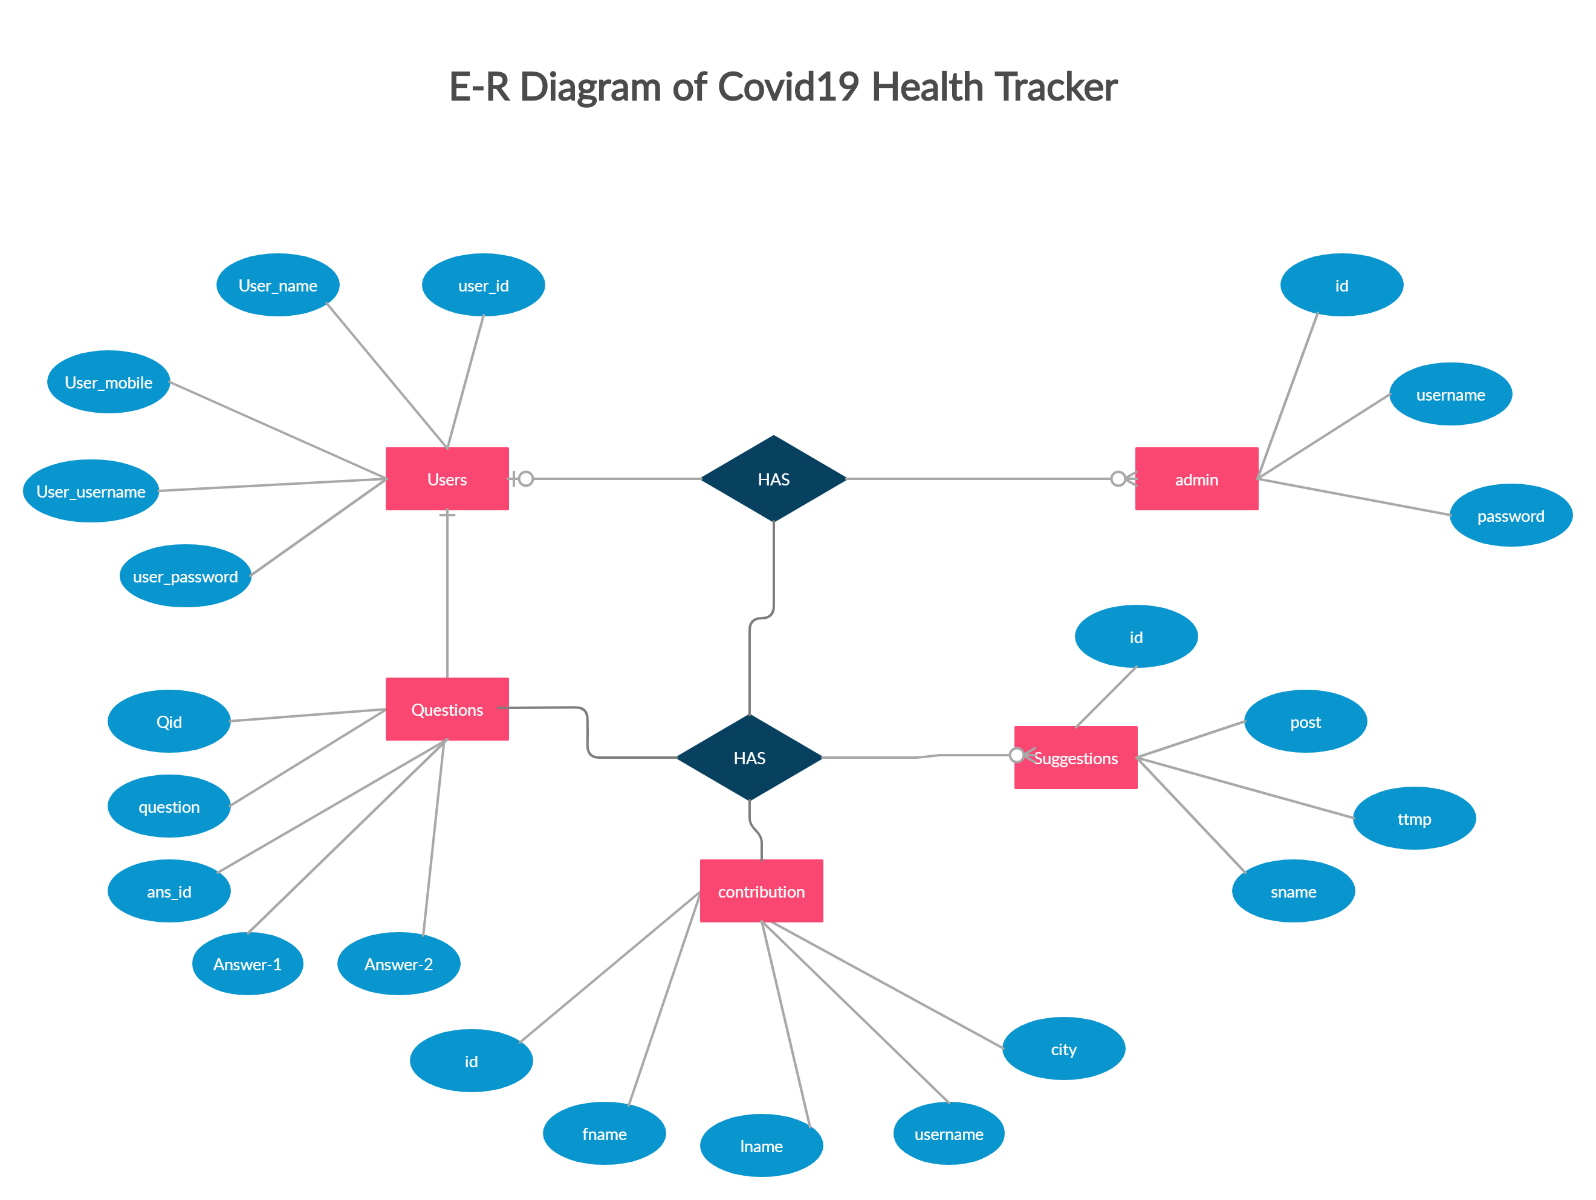 E-R Diagram of Covid19 Health Tracker
User_name
user_id
id
User_mobile
username
Users
HAS
admin
User_username
password
user_password
id
Questions
Qid
post
HAS
Suggestions
question
ttmp
ans_id
contribution
sname
Answer-1
Answer-2
id
city
fname
lname
username